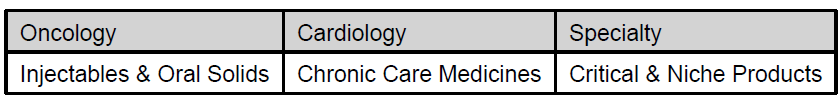 Oncology Cardiology Specialty
Injectables & Oral Solids Chronic Care Medicines Critical & Niche Products